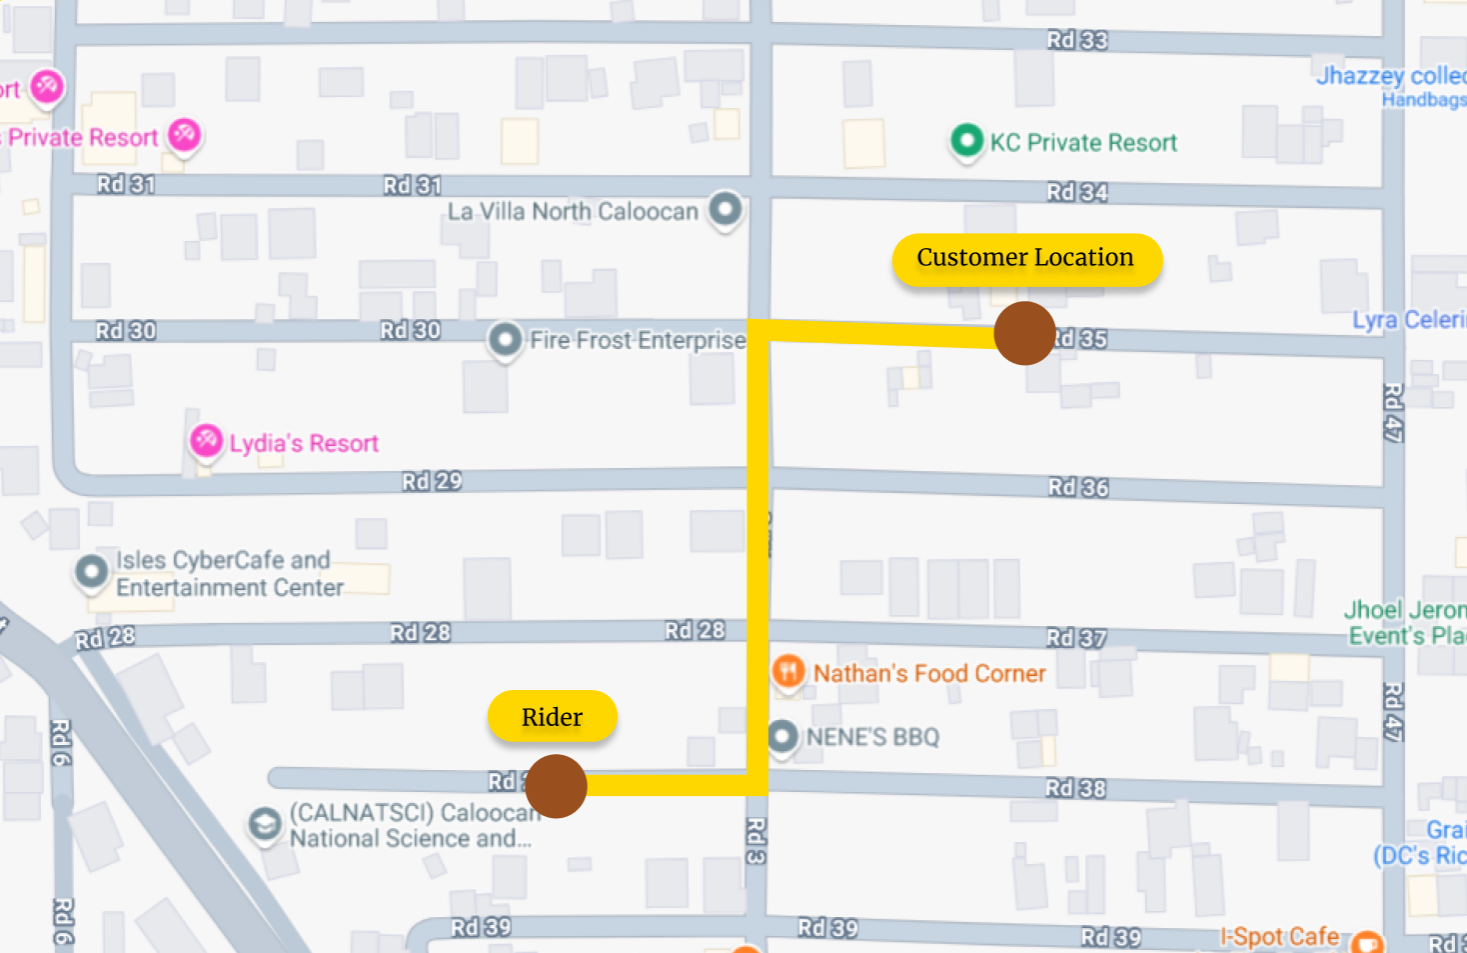 Rd 33
Jhazzey collec
Handbags
ort
s Private Resort
KC Private Resort
Rd 31
Rd 31
Rd 34
La Villa North Caloocan
Customer Location
Rd 30
Rd 30
Fire Frost Enterprise
Rd 35
Lyra Celeri
Rd 47
Lydia's Resort
Rd 29
Rd 36
Isles CyberCafe and
Entertainment Center
Rd 28
Rd 28
Rd 28
Rd 37
Jhoel Jeron
Event's Pla
Nathan's Food Corner
Rd 47
Rider
Rd 6
NENE'S BBQ
Rd 2
Rd 38
(CALNATSCI) Caloocan
National Science and...
Rd 3
Grai
(DC's Ric
Rd 6
Rd 39
Rd 39
Rd 39
I-Spot Cafe
Rd 3